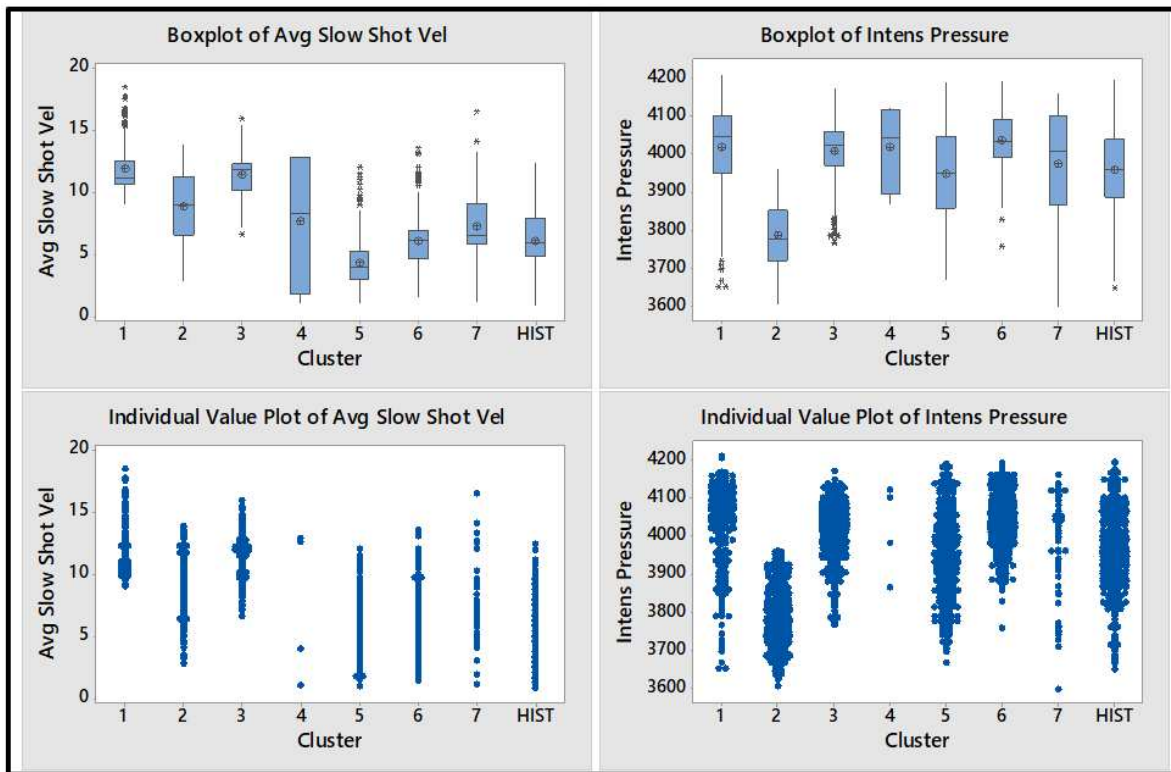 Boxplot of Avg Slow Shot Vel
20
15
10
5
0
Avg Slow Shot Vel
1 2 3 4 5 6 7 HIST
Cluster
Boxplot of Intens Pressure
4200
4100
4000
3900
3800
3700
3600
Intens Pressure
1 2 3 4 5 6 7 HIST
Cluster
Individual Value Plot of Avg Slow Shot Vel
20
15
10
5
0
Avg Slow Shot Vel
1 2 3 4 5 6 7 HIST
Cluster
Individual Value Plot of Intens Pressure
4200
4100
4000
3900
3800
3700
3600
Intens Pressure
1 2 3 4 5 6 7 HIST
Cluster